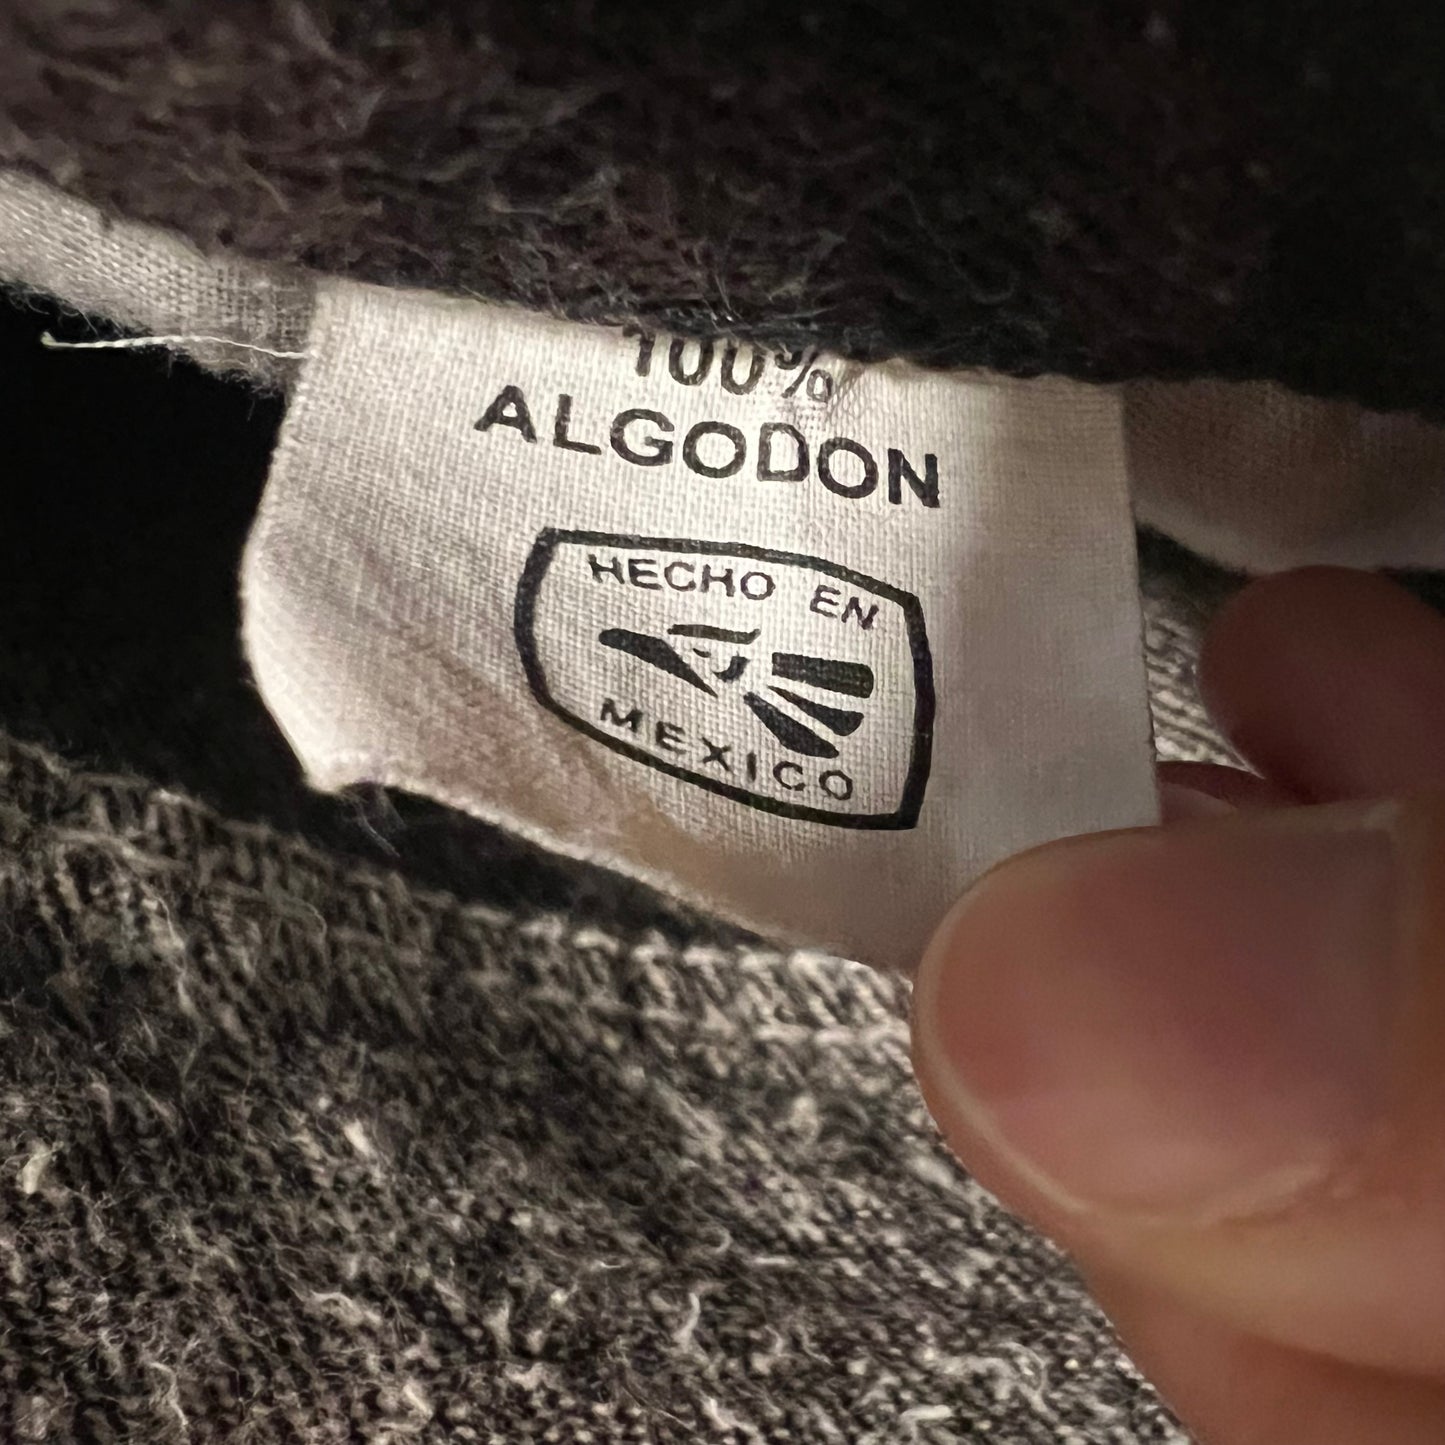 100%
ALGODON
HECHO EN
MEXICO